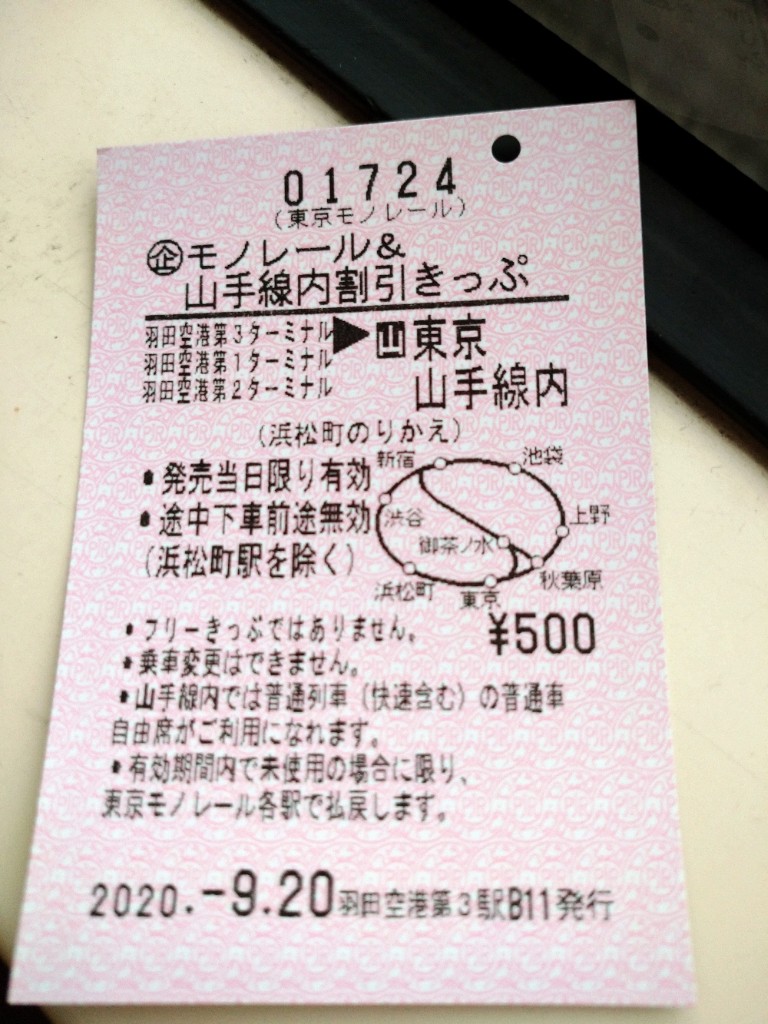 01724
(東京モノレール)
㊭モノレール&
山手線内割引きっぷ
羽田空港第3ターミナル
羽田空港第1ターミナル
羽田空港第2ターミナル
▶山東京
山手線内
(浜松町のりかえ)
・発売当日限り有効
・途中下車前途無効
(浜松町駅を除く)
新宿
池袋
渋谷
上野
御茶ノ水
浜松町
東京
秋葉原
¥500
・フリーきっぷではありません。
・乗車変更はできません。
・山手線内では普通列車(快速含む)の普通車
自由席がご利用になれます。
・有効期間内で未使用の場合に限り、
東京モノレール各駅で払戻します。
2020.-9.20羽田空港第3駅B11発行